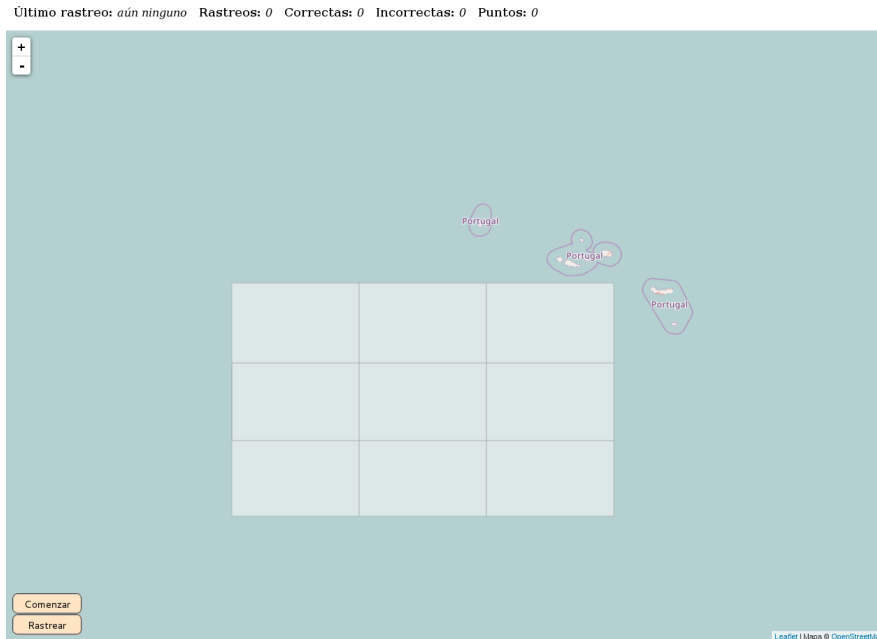 Último rastreo: aún ninguno Rastreos: 0 Correctas: 0 Incorrectas: 0 Puntos: 0
+
-
Portugal
Portugal
Portugal
Comenzar
Rastrear
Leaflet | Mapa © OpenStreetM